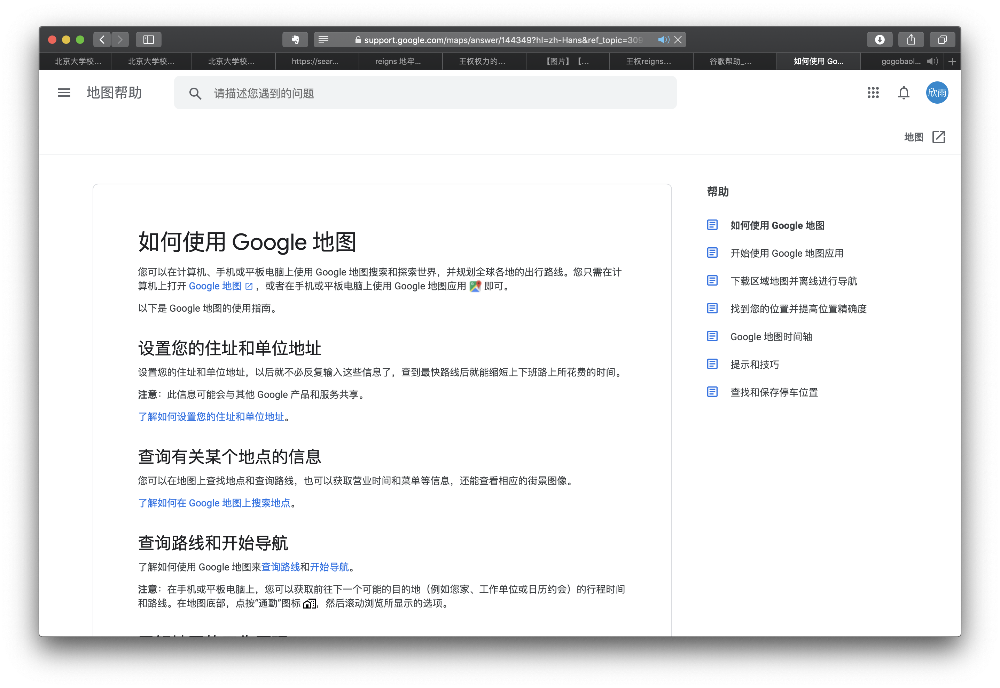 support.google.com/maps/answer/144349?hl=zh-Hans&ref_topic=309
北京大学校...
北京大学校...
北京大学校...
https://sear...
reigns 地牢...
王权权力的...
【图片】【...
王权reigns...
谷歌帮助_...
如何使用 Go...
gogobaol...
地图帮助
请描述您遇到的问题
欣雨
地图
如何使用 Google 地图
您可以在计算机、手机或平板电脑上使用 Google 地图搜索和探索世界，并规划全球各地的出行路线。您只需在计
算机上打开 Google 地图 ，或者在手机或平板电脑上使用 Google 地图应用 即可。
以下是 Google 地图的使用指南。
设置您的住址和单位地址
设置您的住址和单位地址，以后就不必反复输入这些信息了，查到最快路线后就能缩短上下班路上所花费的时间。
注意：此信息可能会与其他 Google 产品和服务共享。
了解如何设置您的住址和单位地址。
查询有关某个地点的信息
您可以在地图上查找地点和查询路线，也可以获取营业时间和菜单等信息，还能查看相应的街景图像。
了解如何在 Google 地图上搜索地点。
查询路线和开始导航
了解如何使用 Google 地图来查询路线和开始导航。
注意：在手机或平板电脑上，您可以获取前往下一个可能的目的地（例如您家、工作单位或日历约会）的行程时间
和路线。在地图底部，点按“通勤”图标 ，然后滚动浏览所显示的选项。
帮助
如何使用 Google 地图
开始使用 Google 地图应用
下载区域地图并离线进行导航
找到您的位置并提高位置精确度
Google 地图时间轴
提示和技巧
查找和保存停车位置